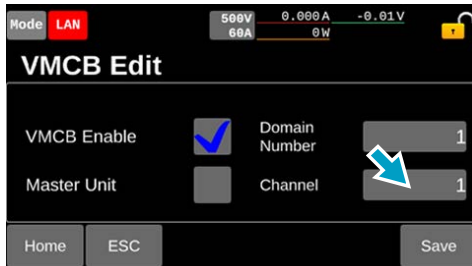 Mode LAN 500V 0.000A -0.01V
60A 0W
VMCB Edit
VMCB Enable Domain Number 1
Master Unit Channel 1
Home ESC Save